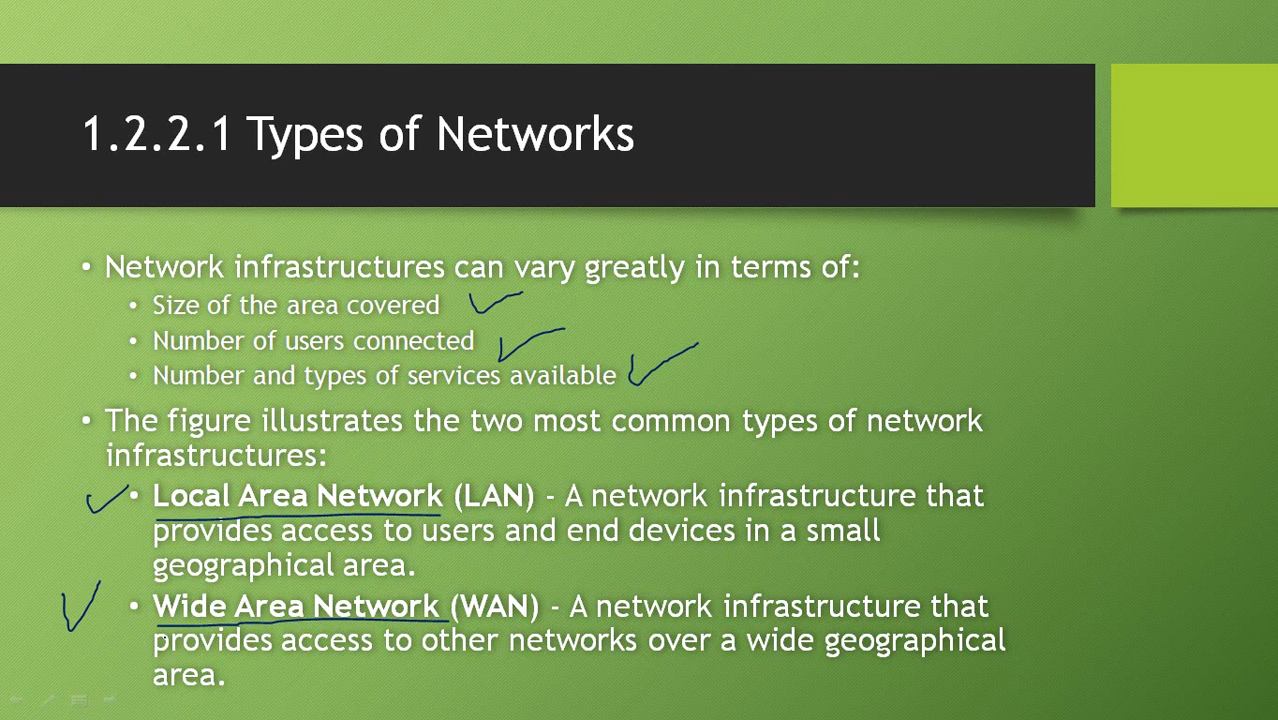 1.2.2.1 Types of Networks
• Network infrastructures can vary greatly in terms of:
• Size of the area covered
• Number of users connected
• Number and types of services available
• The figure illustrates the two most common types of network
infrastructures:
• Local Area Network (LAN) - A network infrastructure that
provides access to users and end devices in a small
geographical area.
• Wide Area Network (WAN) - A network infrastructure that
provides access to other networks over a wide geographical
area.